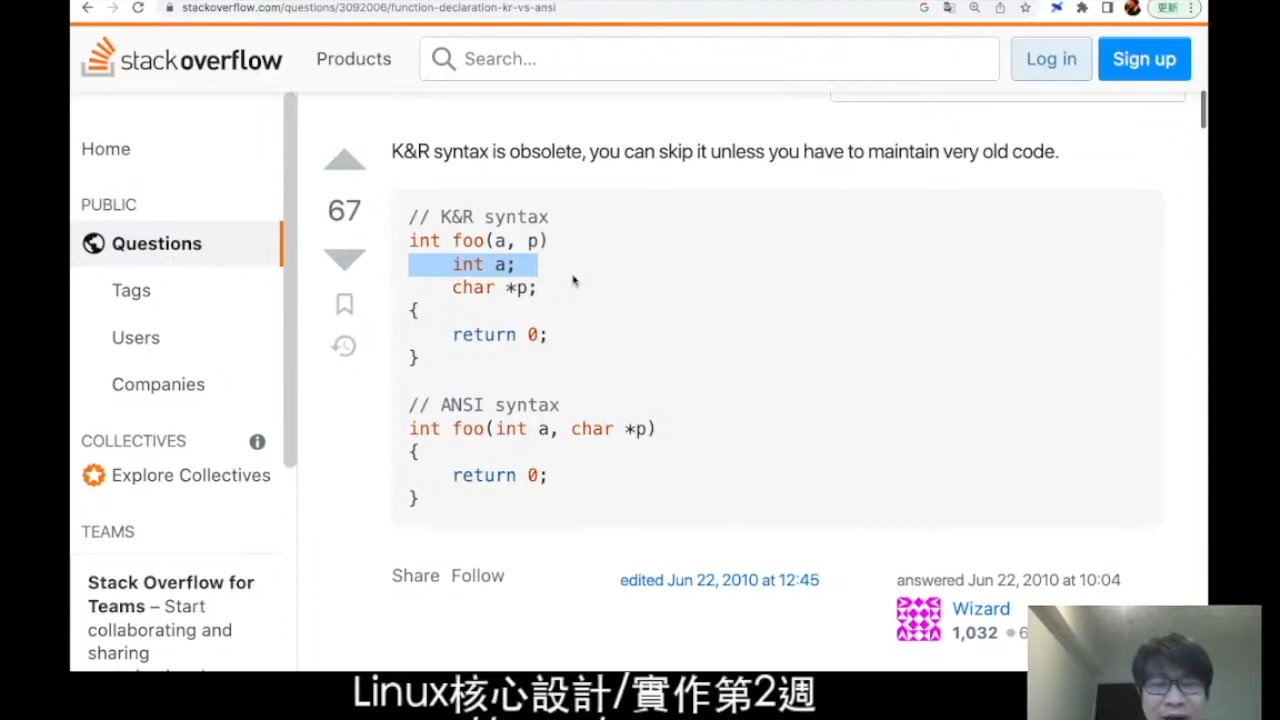 stackoverflow.com/questions/3092006/function-declaration-kr-vs-ansi
更新
stackoverflow
Products
Search...
Log in
Sign up
Home
PUBLIC
Questions
Tags
Users
Companies
COLLECTIVES
Explore Collectives
TEAMS
Stack Overflow for
Teams – Start
collaborating and
sharing
K&R syntax is obsolete, you can skip it unless you have to maintain very old code.
67
// K&R syntax
int foo(a, p)
int a;
char *p;
{
return 0;
}
// ANSI syntax
int foo(int a, char *p)
{
return 0;
}
Share Follow
edited Jun 22, 2010 at 12:45
answered Jun 22, 2010 at 10:04
Wizard
1,032
Linux核心設計/實作第2週